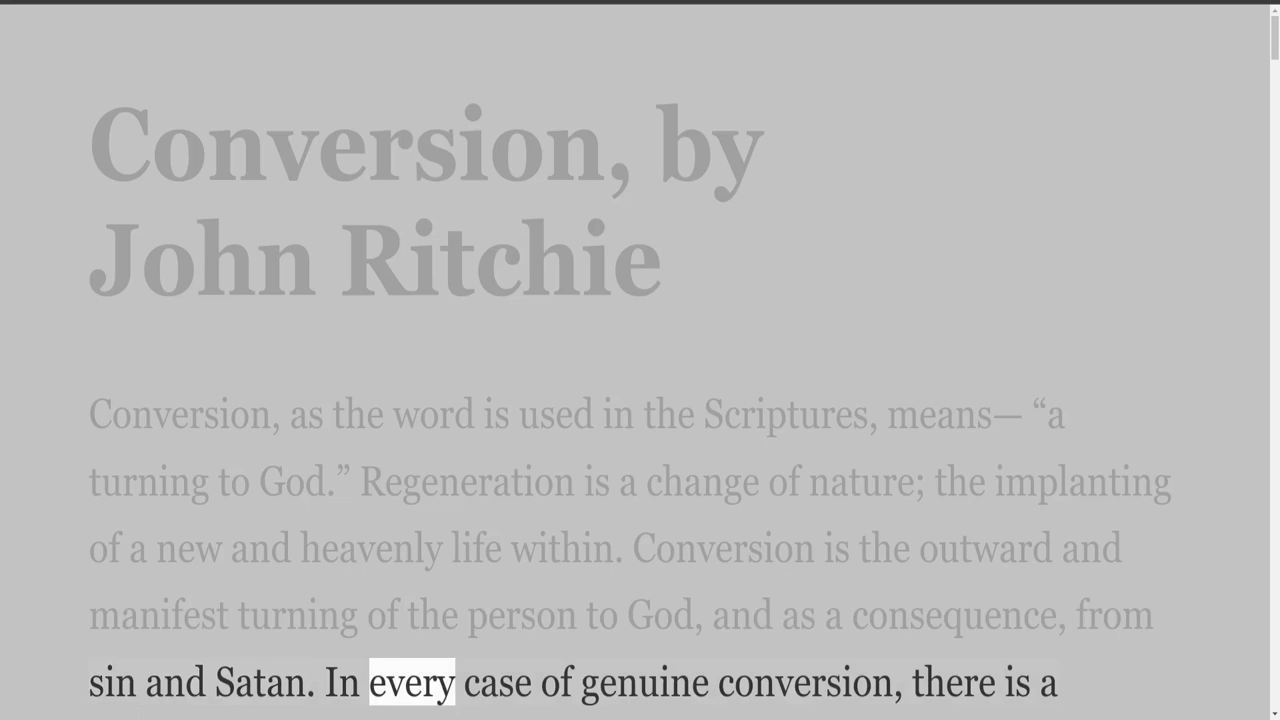 Conversion, by
John Ritchie
Conversion, as the word is used in the Scriptures, means— “a
turning to God.” Regeneration is a change of nature; the implanting
of a new and heavenly life within. Conversion is the outward and
manifest turning of the person to God, and as a consequence, from
sin and Satan. In every case of genuine conversion, there is a